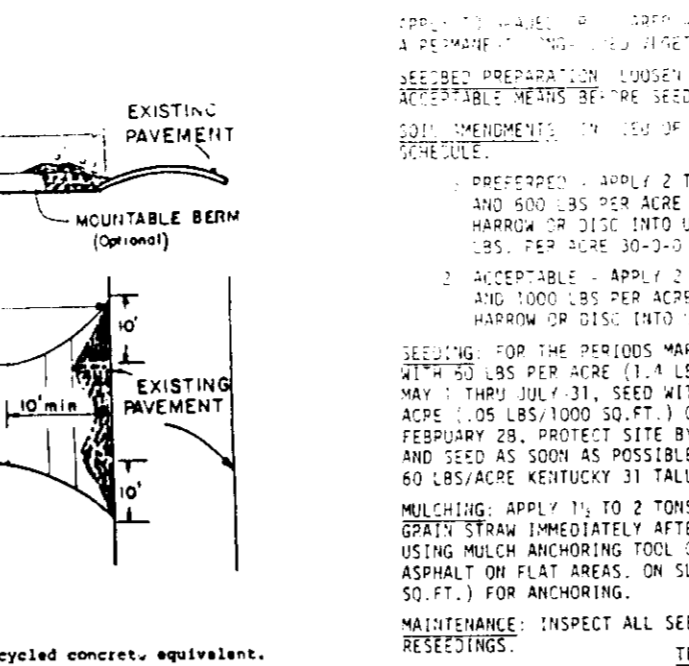 EXISTING
PAVEMENT
MOUNTABLE BERM
(Optional)
10'
EXISTING
PAVEMENT
10'min
10'
cycled concrete equivalent.
A PERMANE
SEEDBED PREPARATION LOOSEN
ACCEPTABLE MEANS BEFORE SEED
SOIL AMENDMENTS OF
SCHEDULE.
PREFERRED - APPLY 2 T
AND 600 LBS PER ACRE
HARROW OR DISC INTO U
LBS. PER ACRE 30-0-0
2 ACCEPTABLE - APPLY 2
AND 1000 LBS PER ACRE
HARROW OR DISC INTO
SEEDING: FOR THE PERIODS MAR
WITH 60 LBS PER ACRE (1.4 LB
MAY 1 THRU JULY 31, SEED WIT
ACRE (.05 LBS/1000 SQ.FT.) O
FEBRUARY 28, PROTECT SITE BY
AND SEED AS SOON AS POSSIBLE
60 LBS/ACRE KENTUCKY 31 TALL
MULCHING: APPLY 1½ TO 2 TONS
GRAIN STRAW IMMEDIATELY AFTE
USING MULCH ANCHORING TOOL O
ASPHALT ON FLAT AREAS. ON SL
SQ.FT.) FOR ANCHORING.
MAINTENANCE: INSPECT ALL SEE
RESEEDINGS.